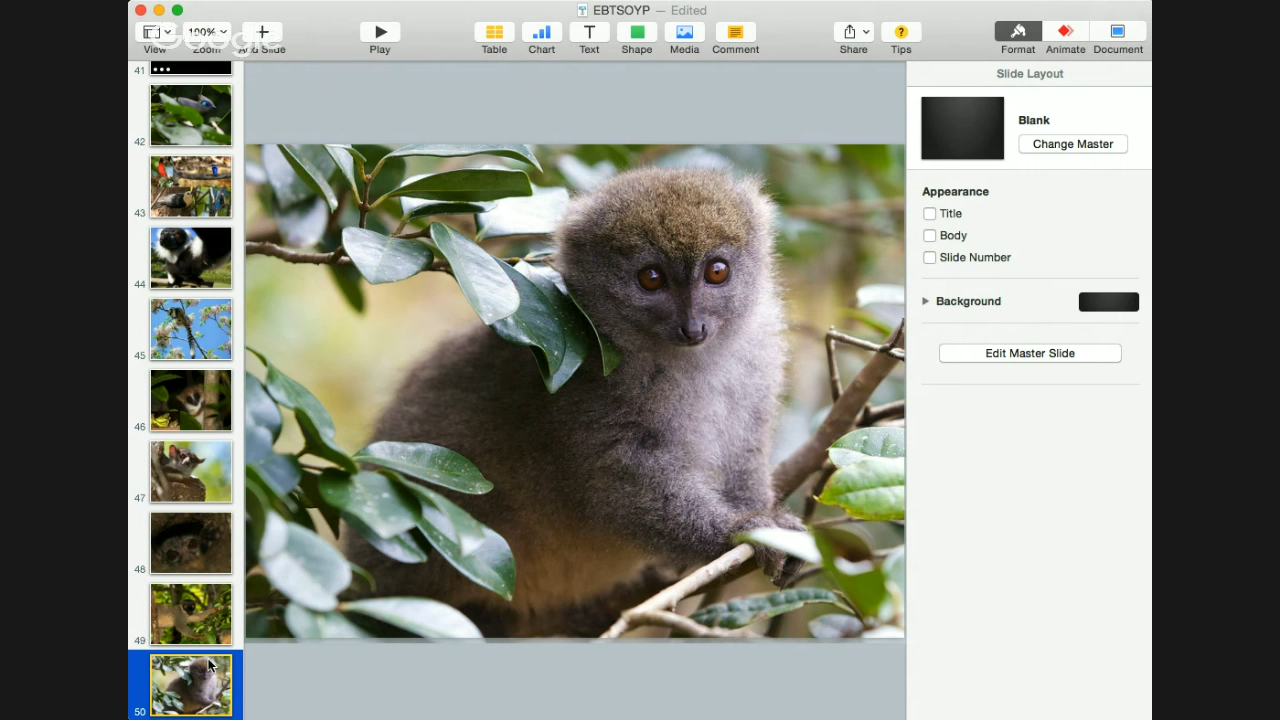 EBTSOYP — Edited
100%
Google
View
Zoom
Add Slide
Play
Table
Chart
Text
Shape
Media
Comment
Share
Tips
Format
Animate
Document
Slide Layout
Blank
Change Master
Appearance
Title
Body
Slide Number
Background
Edit Master Slide
41
42
43
44
45
46
47
48
49
50